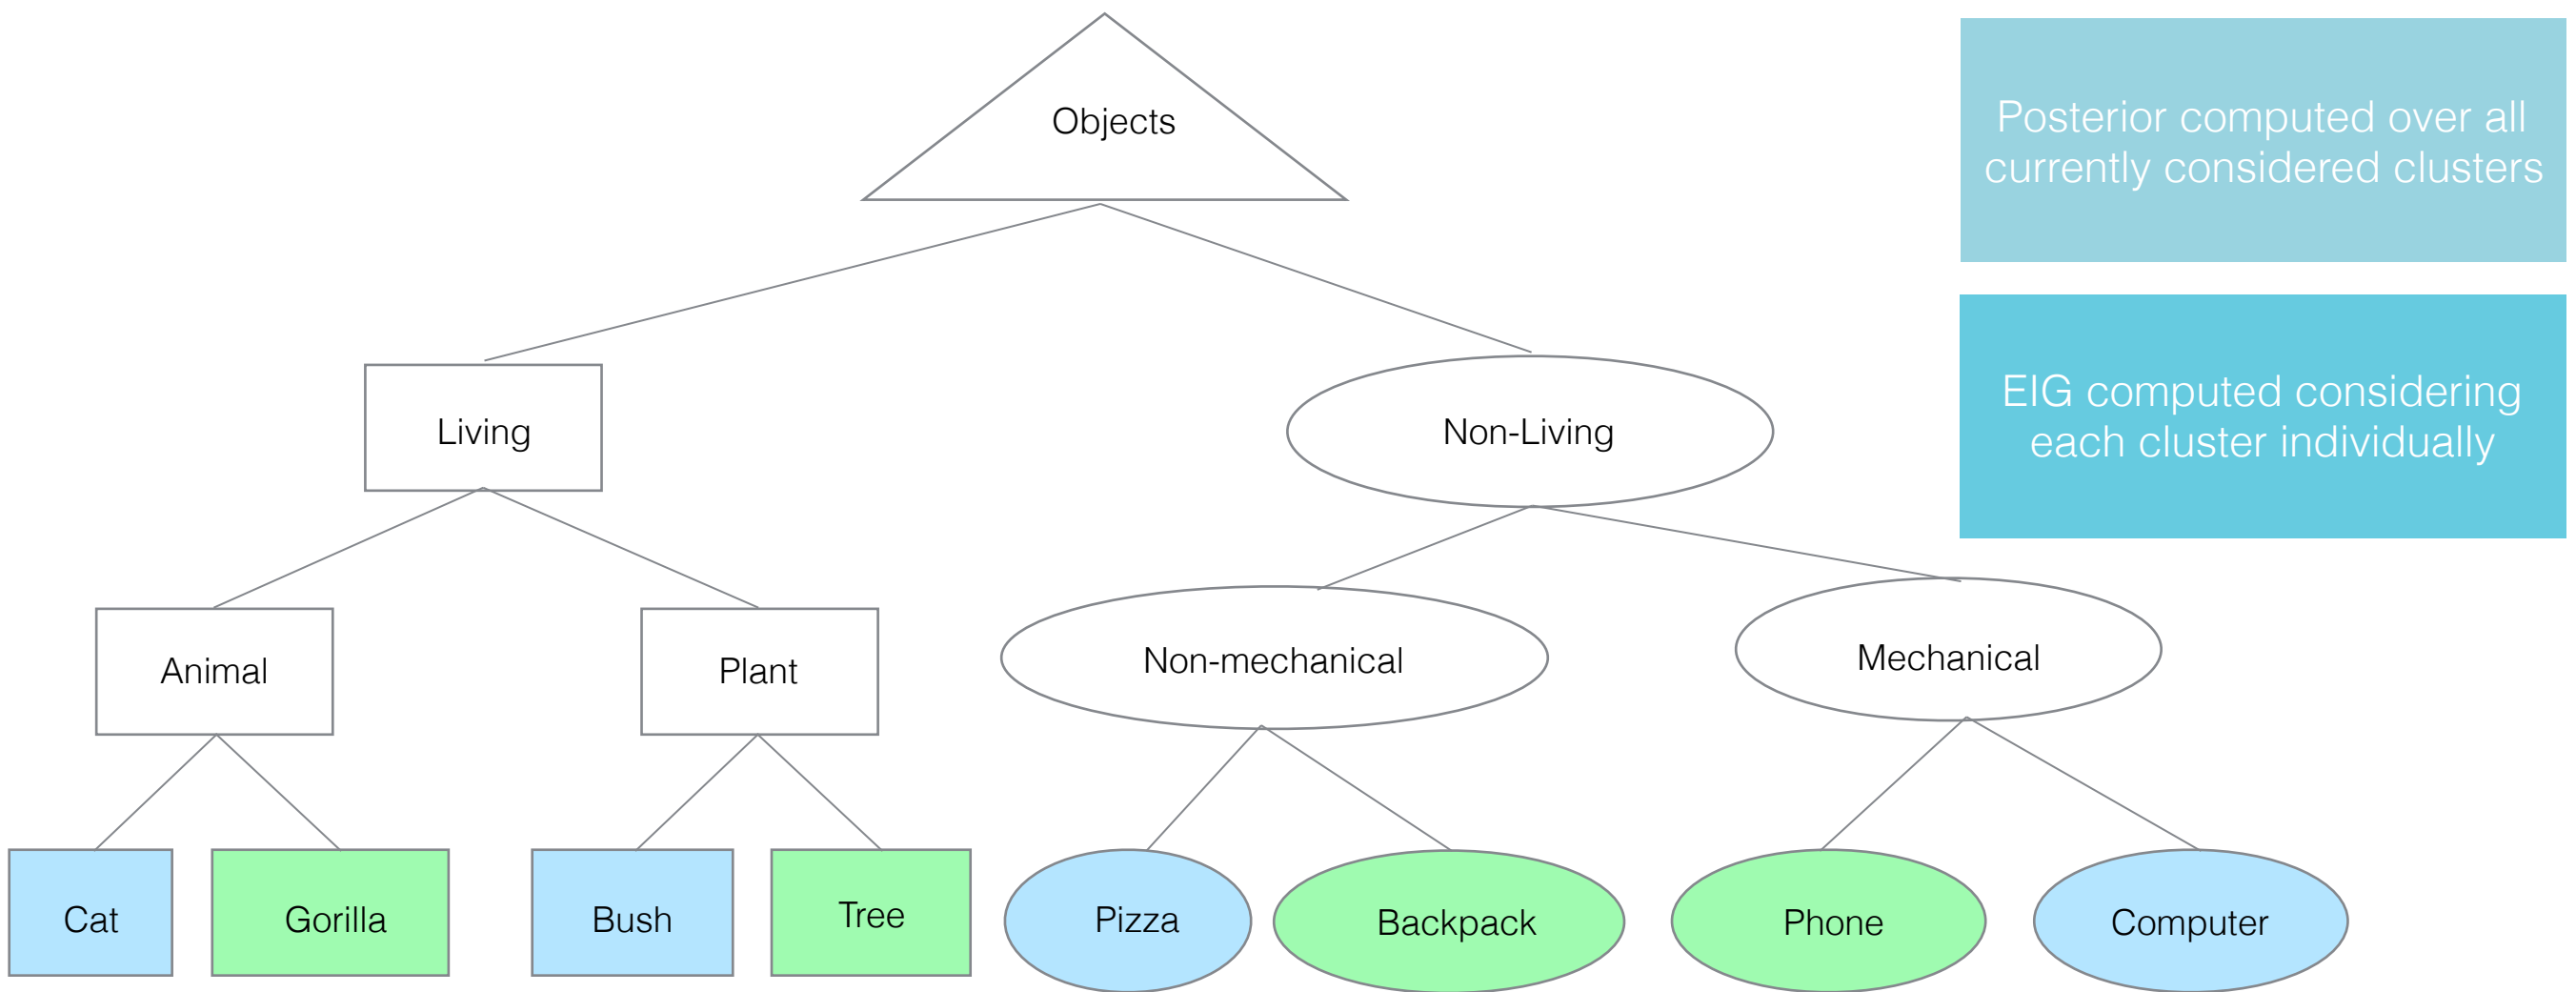 Objects
Posterior computed over all
currently considered clusters
EIG computed considering
each cluster individually
Living
Non-Living
Animal
Plant
Non-mechanical
Mechanical
Cat
Gorilla
Bush
Tree
Pizza
Backpack
Phone
Computer